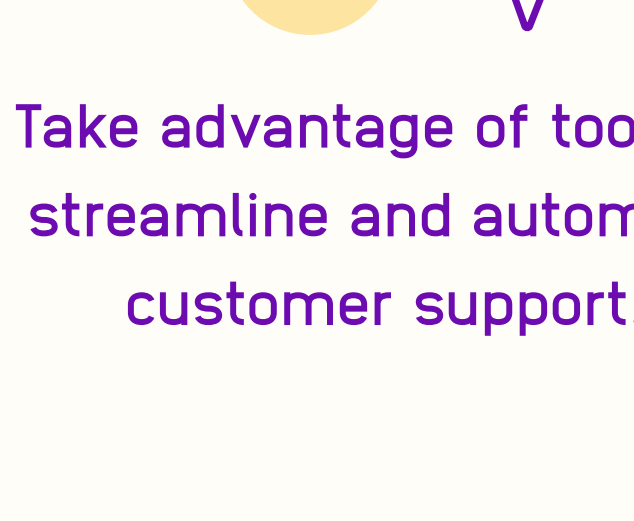 Take advantage of too
streamline and autom
customer support